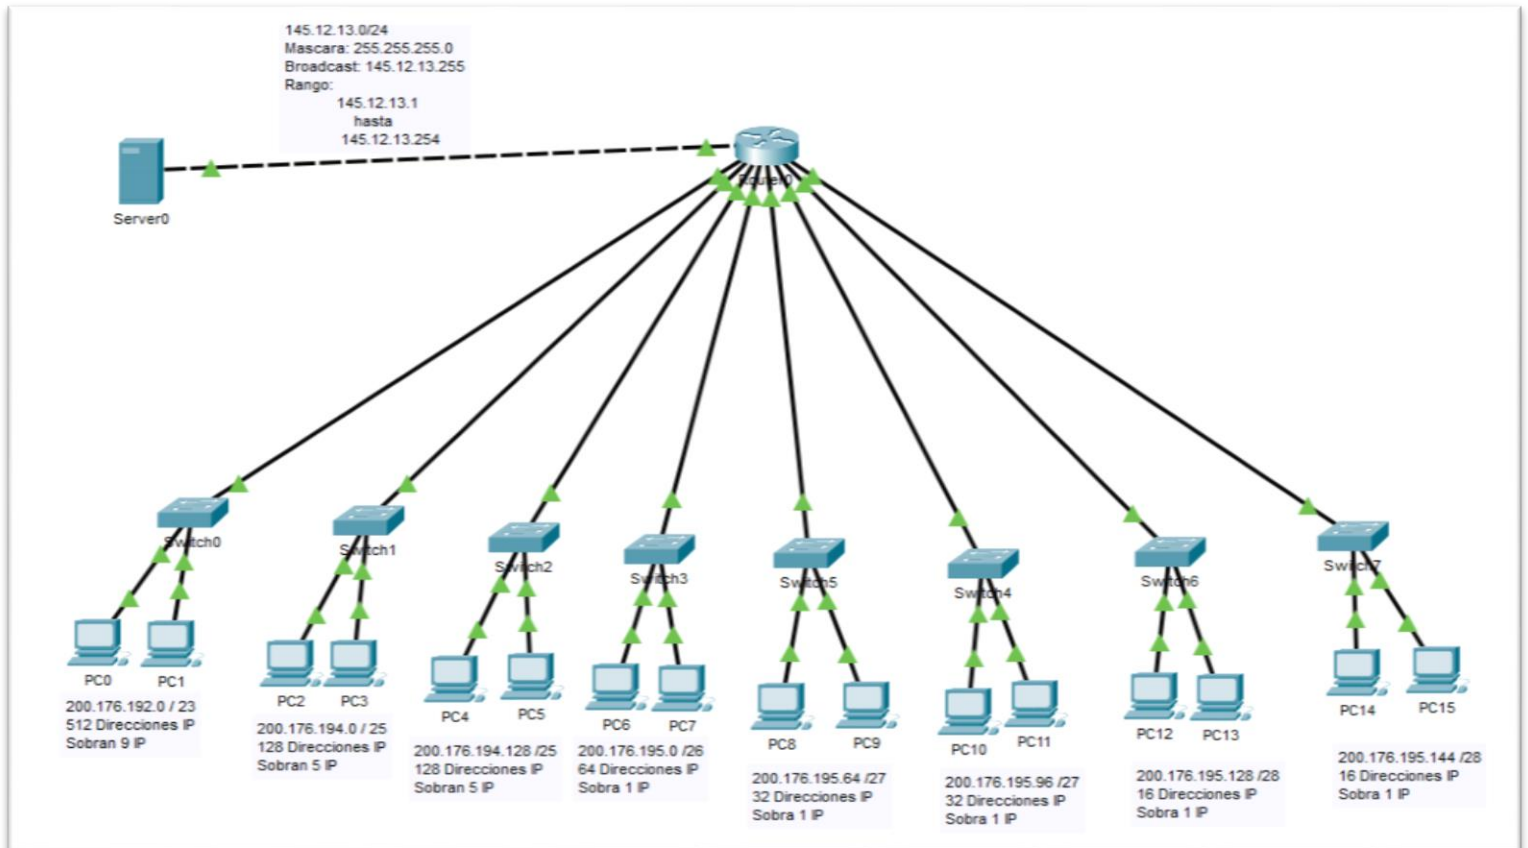 145.12.13.0/24
Mascara: 255.255.255.0
Broadcast: 145.12.13.255
Rango:
145.12.13.1
hasta
145.12.13.254
Router0
Server0
Switch0
Switch1
Switch2
Switch3
Switch5
Switch4
Switch6
Switch7
PC0
PC1
200.176.192.0 / 23
512 Direcciones IP
Sobran 9 IP
PC2
PC3
200.176.194.0 / 25
128 Direcciones IP
Sobran 5 IP
PC4
PC5
200.176.194.128 /25
128 Direcciones IP
Sobran 5 IP
PC6
PC7
200.176.195.0 /26
64 Direcciones IP
Sobra 1 IP
PC8
PC9
200.176.195.64 /27
32 Direcciones IP
Sobra 1 IP
PC10
PC11
200.176.195.96 /27
32 Direcciones IP
Sobra 1 IP
PC12
PC13
200.176.195.128 /28
16 Direcciones IP
Sobra 1 IP
PC14
PC15
200.176.195.144 /28
16 Direcciones IP
Sobra 1 IP